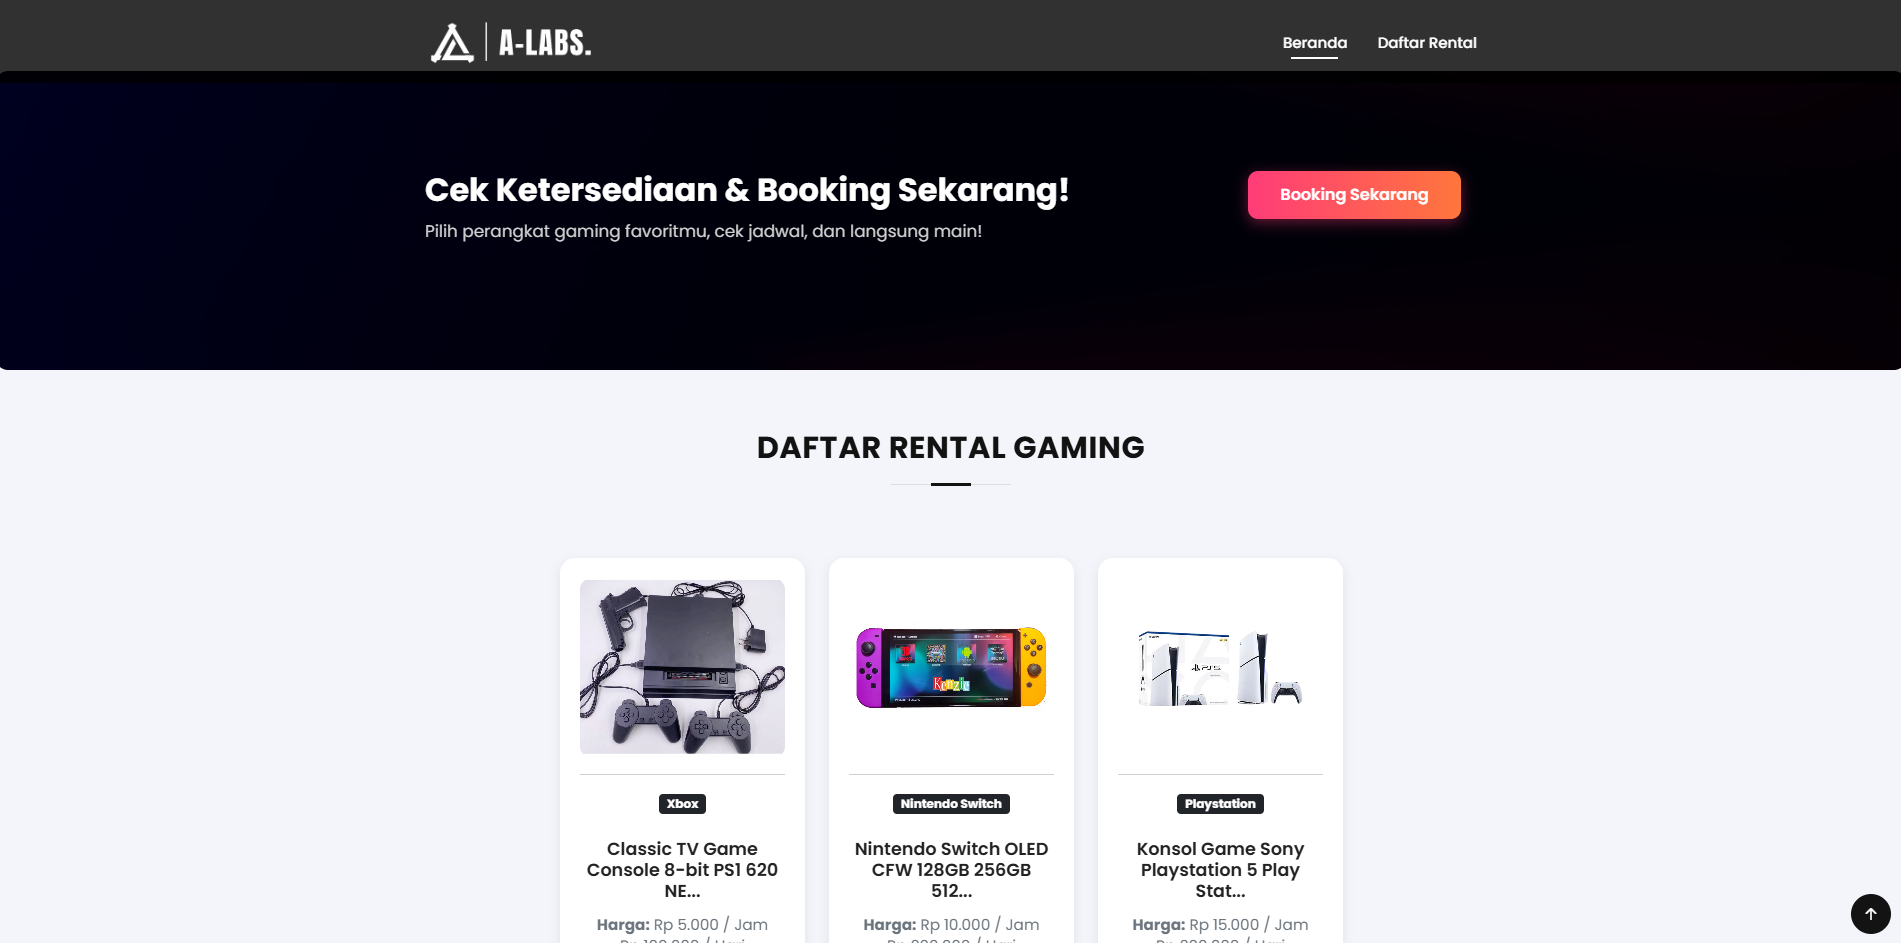 A-LABS.
Beranda
Daftar Rental
Cek Ketersediaan & Booking Sekarang!
Pilih perangkat gaming favoritmu, cek jadwal, dan langsung main!
Booking Sekarang
DAFTAR RENTAL GAMING
Kenzie
PS5
Xbox
Classic TV Game
Console 8-bit PS1 620
NE...
Harga: Rp 5.000 / Jam
Nintendo Switch
Nintendo Switch OLED
CFW 128GB 256GB
512...
Harga: Rp 10.000 / Jam
Playstation
Konsol Game Sony
Playstation 5 Play
Stat...
Harga: Rp 15.000 / Jam